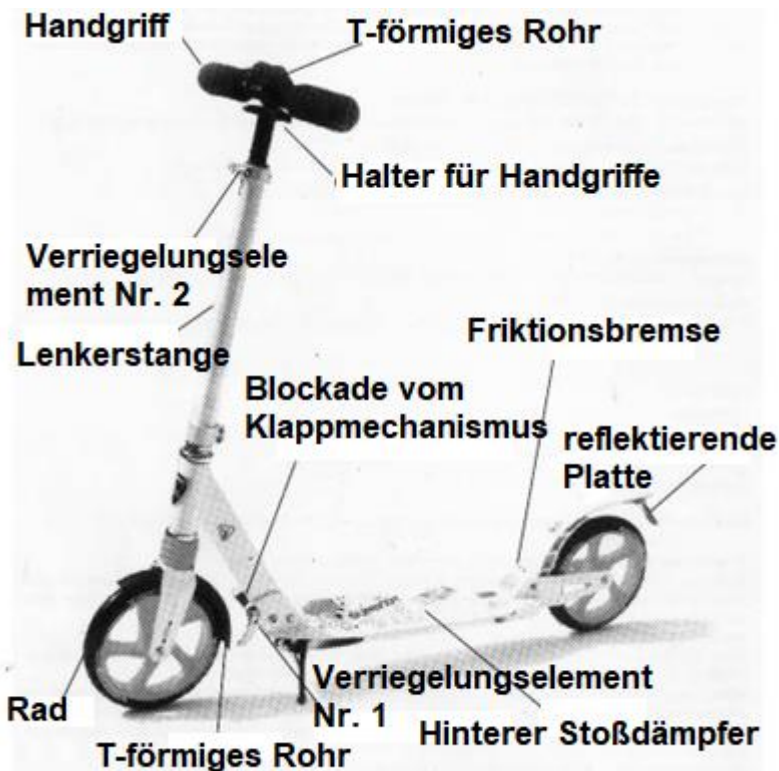 Handgriff
T-förmiges Rohr
Halter für Handgriffe
Verriegelungsele
ment Nr. 2
Lenkerstange
Friktionsbremse
Blockade vom
Klappmechanismus
reflektierende
Platte
Verriegelungselement
Nr. 1
Rad
Hinterer Stoßdämpfer
T-förmiges Rohr